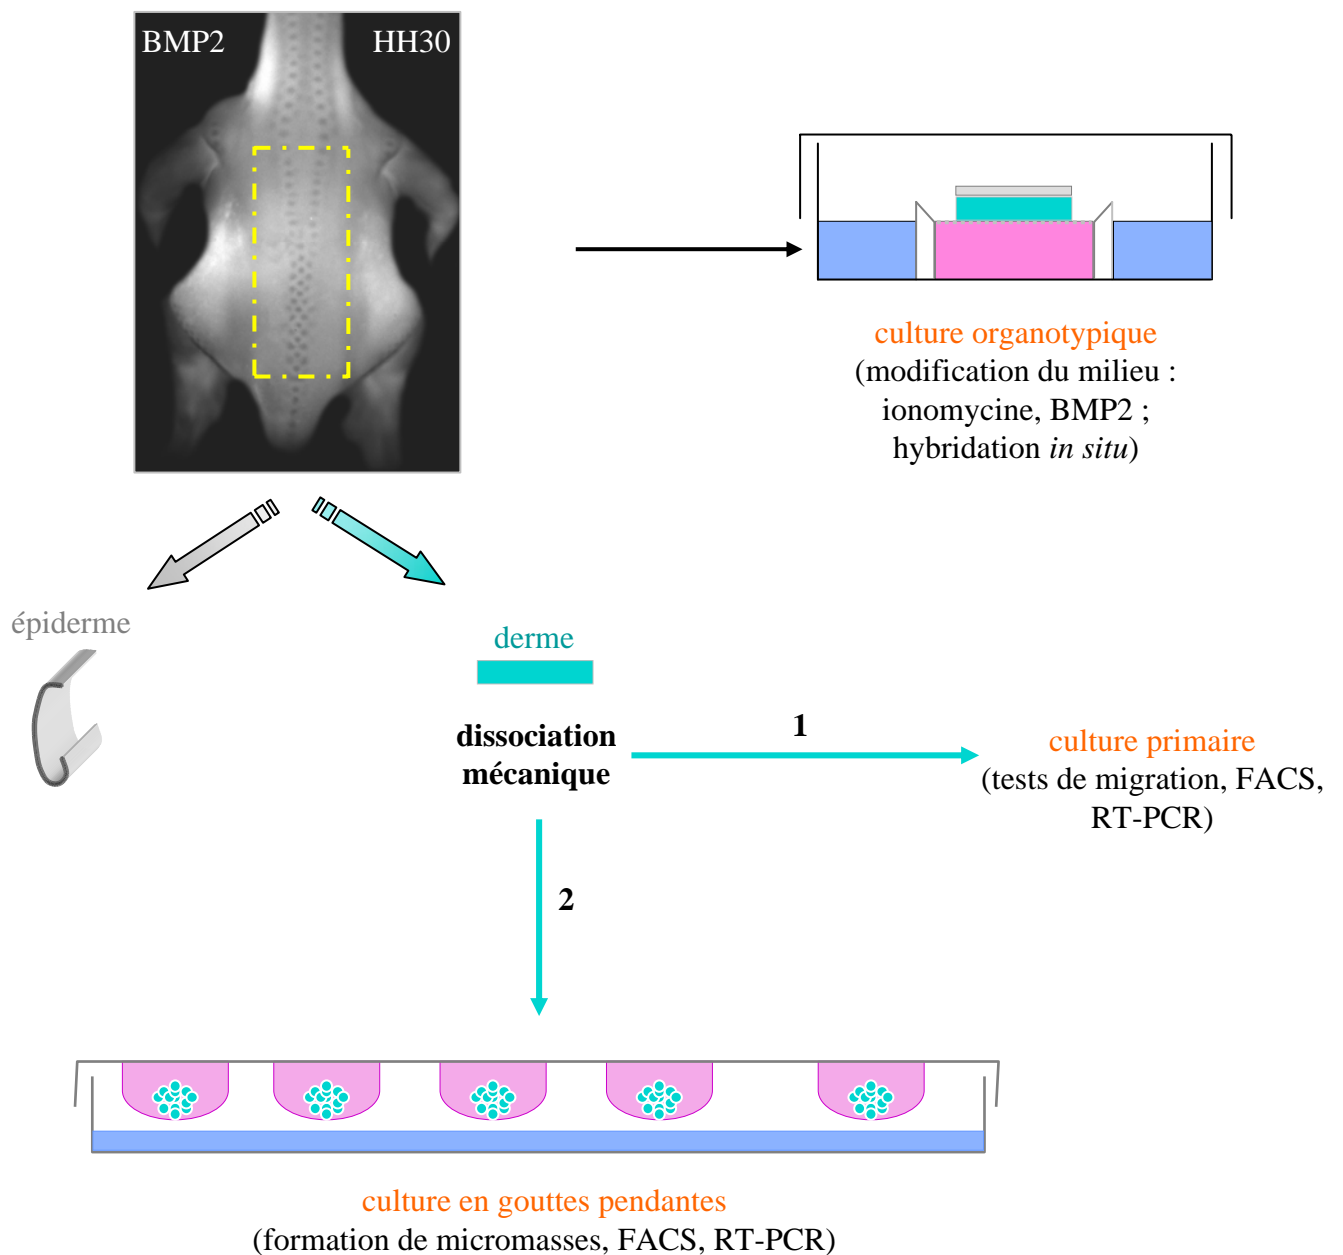 BMP2 HH30
culture organotypique
(modification du milieu :
ionomycine, BMP2 ;
hybridation in situ)
épiderme
derme
dissociation
mécanique
1
culture primaire
(tests de migration, FACS,
RT-PCR)
2
culture en gouttes pendantes
(formation de micromasses, FACS, RT-PCR)